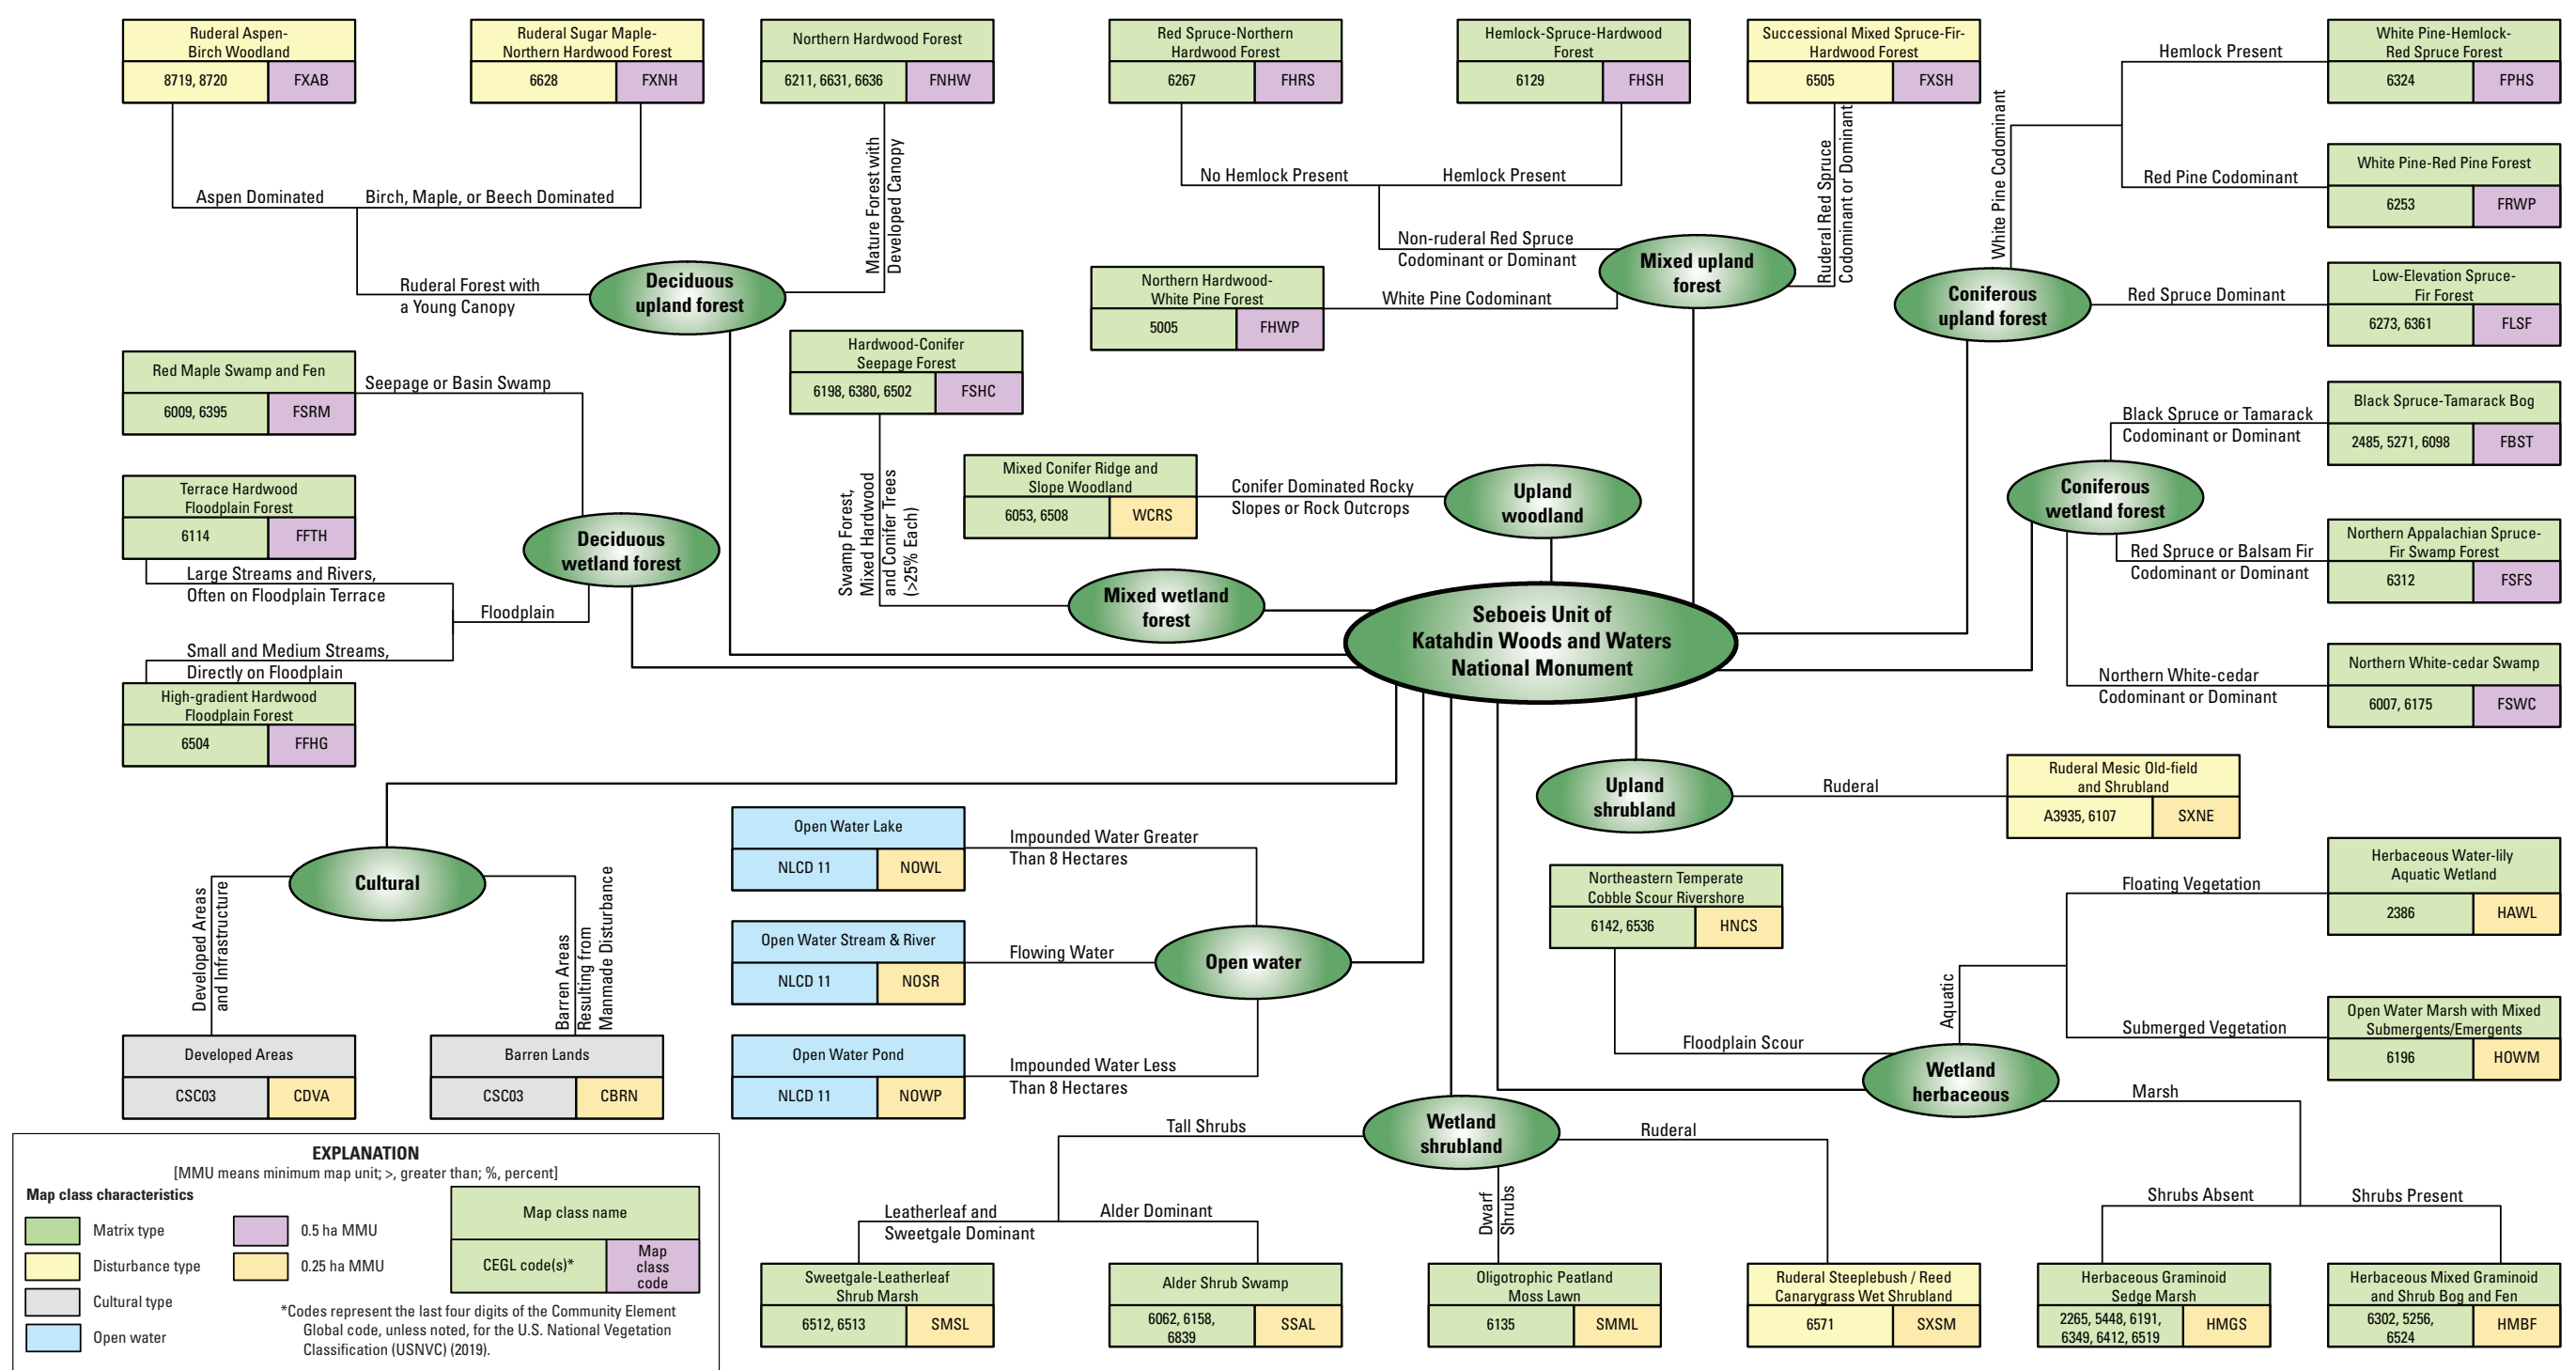 Ruderal Aspen-
Birch Woodland
8719, 8720
FXAB
Ruderal Sugar Maple-
Northern Hardwood Forest
6628
FXNH
Northern Hardwood Forest
6211, 6631, 6636
FNHW
Red Spruce-Northern
Hardwood Forest
6267
FHRS
Hemlock-Spruce-Hardwood
Forest
6129
FHSH
Successional Mixed Spruce-Fir-
Hardwood Forest
6505
FXSH
Hemlock Present
White Pine-Hemlock-
Red Spruce Forest
6324
FPHS
Aspen Dominated
Birch, Maple, or Beech Dominated
Mature Forest with
Developed Canopy
No Hemlock Present
Hemlock Present
Ruderal Red Spruce
Codominant or Dominant
White Pine Codominant
Red Pine Codominant
White Pine-Red Pine Forest
6253
FRWP
Ruderal Forest with
a Young Canopy
Deciduous
upland forest
Non-ruderal Red Spruce
Codominant or Dominant
Mixed upland
forest
Northern Hardwood-
White Pine Forest
5005
FHWP
White Pine Codominant
Coniferous
upland forest
Red Spruce Dominant
Low-Elevation Spruce-
Fir Forest
6273, 6361
FLSF
Red Maple Swamp and Fen
6009, 6395
FSRM
Seepage or Basin Swamp
Hardwood-Conifer
Seepage Forest
6198, 6380, 6502
FSHC
Black Spruce or Tamarack
Codominant or Dominant
Black Spruce-Tamarack Bog
2485, 5271, 6098
FBST
Terrace Hardwood
Floodplain Forest
6114
FFTH
Large Streams and Rivers,
Often on Floodplain Terrace
Deciduous
wetland forest
Floodplain
Swamp Forest,
Mixed Hardwood
and Conifer Trees
(>25% Each)
Mixed Conifer Ridge and
Slope Woodland
6053, 6508
WCRS
Conifer Dominated Rocky
Slopes or Rock Outcrops
Upland
woodland
Coniferous
wetland forest
Red Spruce or Balsam Fir
Codominant or Dominant
Northern Appalachian Spruce-
Fir Swamp Forest
6312
FSFS
Mixed wetland
forest
Seboeis Unit of
Katahdin Woods and Waters
National Monument
Small and Medium Streams,
Directly on Floodplain
High-gradient Hardwood
Floodplain Forest
6504
FFHG
Northern White-cedar
Codominant or Dominant
Northern White-cedar Swamp
6007, 6175
FSWC
Upland
shrubland
Ruderal
Ruderal Mesic Old-field
and Shrubland
A3935, 6107
SXNE
Cultural
Developed Areas
and Infrastructure
Barren Areas
Resulting from
Manmade Disturbance
Developed Areas
CSC03
CDVA
Barren Lands
CSC03
CBRN
Open Water Lake
NLCD 11
NOWL
Impounded Water Greater
Than 8 Hectares
Open Water Stream & River
NLCD 11
NOSR
Flowing Water
Open water
Open Water Pond
NLCD 11
NOWP
Impounded Water Less
Than 8 Hectares
Northeastern Temperate
Cobble Scour Rivershore
6142, 6536
HNCS
Floodplain Scour
Floating Vegetation
Herbaceous Water-lily
Aquatic Wetland
2386
HAWL
Aquatic
Submerged Vegetation
Open Water Marsh with Mixed
Submergents/Emergents
6196
HOWM
Wetland
herbaceous
Marsh
Wetland
shrubland
Tall Shrubs
Ruderal
Dwarf
Shrubs
Leatherleaf and
Sweetgale Dominant
Alder Dominant
Shrubs Absent
Shrubs Present
Sweetgale-Leatherleaf
Shrub Marsh
6512, 6513
SMSL
Alder Shrub Swamp
6062, 6158,
6839
SSAL
Oligotrophic Peatland
Moss Lawn
6135
SMML
Ruderal Steeplebush / Reed
Canarygrass Wet Shrubland
6571
SXSM
Herbaceous Graminoid
Sedge Marsh
2265, 5448, 6191,
6349, 6412, 6519
HMGS
Herbaceous Mixed Graminoid
and Shrub Bog and Fen
6302, 5256,
6524
HMBF
EXPLANATION
[MMU means minimum map unit; >, greater than; %, percent]
Map class characteristics
Matrix type
Disturbance type
Cultural type
Open water
0.5 ha MMU
0.25 ha MMU
Map class name
CEGL code(s)*
Map
class
code
*Codes represent the last four digits of the Community Element
Global code, unless noted, for the U.S. National Vegetation
Classification (USNVC) (2019).